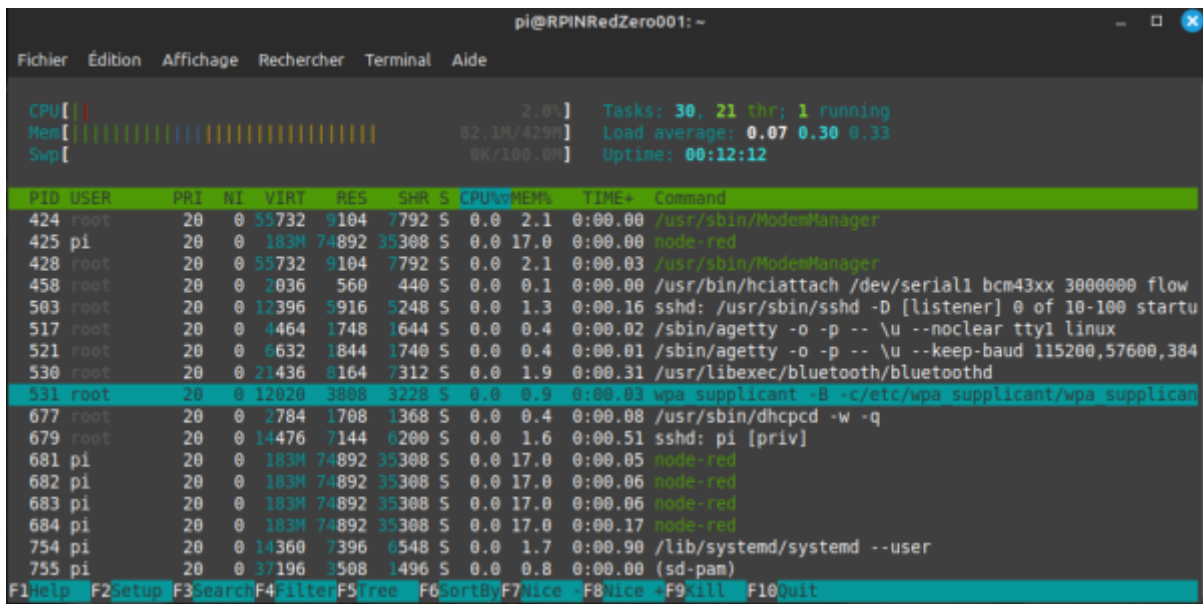 pi@RPINRedZero001: ~
Fichier Édition Affichage Rechercher Terminal Aide
CPU[|| 2.0%] Tasks: 30, 21 thr; 1 running
Mem[|||||||||||||||||||||||||||||||| 82.1M/429M] Load average: 0.07 0.30 0.33
Swp[ 0K/100.0M] Uptime: 00:12:12
PID USER PRI NI VIRT RES SHR S CPU%▽MEM% TIME+ Command
424 root 20 0 55732 9104 7792 S 0.0 2.1 0:00.00 /usr/sbin/ModemManager
425 pi 20 0 183M 74892 35308 S 0.0 17.0 0:00.00 node-red
428 root 20 0 55732 9104 7792 S 0.0 2.1 0:00.03 /usr/sbin/ModemManager
458 root 20 0 2036 560 440 S 0.0 0.1 0:00.00 /usr/bin/hciattach /dev/serial1 bcm43xx 3000000 flow
503 root 20 0 12396 5916 5248 S 0.0 1.3 0:00.16 sshd: /usr/sbin/sshd -D [listener] 0 of 10-100 startu
517 root 20 0 4464 1748 1644 S 0.0 0.4 0:00.02 /sbin/agetty -o -p -- \u --noclear tty1 linux
521 root 20 0 6632 1844 1740 S 0.0 0.4 0:00.01 /sbin/agetty -o -p -- \u --keep-baud 115200,57600,384
530 root 20 0 21436 8164 7312 S 0.0 1.9 0:00.31 /usr/libexec/bluetooth/bluetoothd
531 root 20 0 12020 3808 3228 S 0.0 0.9 0:00.03 wpa_supplicant -B -c/etc/wpa_supplicant/wpa_supplican
677 root 20 0 2784 1708 1368 S 0.0 0.4 0:00.08 /usr/sbin/dhcpcd -w -q
679 root 20 0 14476 7144 6200 S 0.0 1.6 0:00.51 sshd: pi [priv]
681 pi 20 0 183M 74892 35308 S 0.0 17.0 0:00.05 node-red
682 pi 20 0 183M 74892 35308 S 0.0 17.0 0:00.06 node-red
683 pi 20 0 183M 74892 35308 S 0.0 17.0 0:00.06 node-red
684 pi 20 0 183M 74892 35308 S 0.0 17.0 0:00.17 node-red
754 pi 20 0 14360 7396 6548 S 0.0 1.7 0:00.90 /lib/systemd/systemd --user
755 pi 20 0 37196 3508 1496 S 0.0 0.8 0:00.00 (sd-pam)
F1Help F2Setup F3SearchF4FilterF5Tree F6SortByF7Nice -F8Nice +F9Kill F10Quit